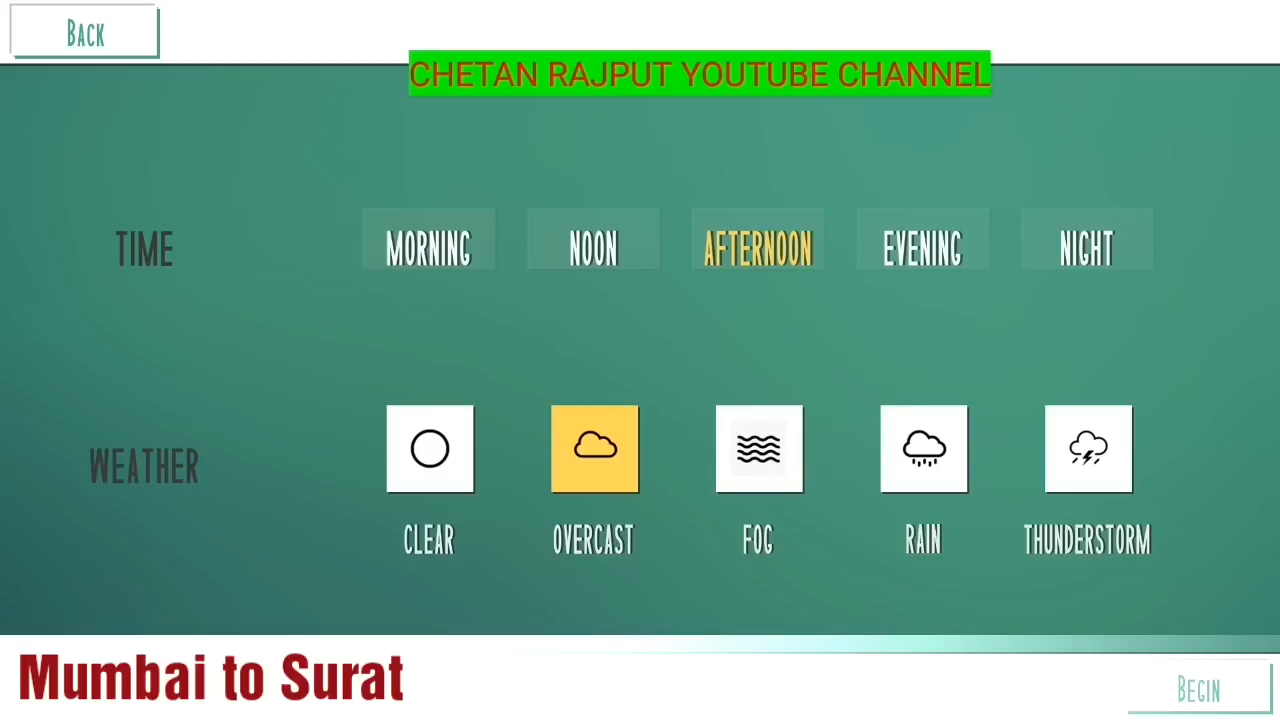 Back
CHETAN RAJPUT YOUTUBE CHANNEL
TIME
MORNING NOON AFTERNOON EVENING NIGHT
WEATHER
CLEAR OVERCAST FOG RAIN THUNDERSTORM
Mumbai to Surat
Begin